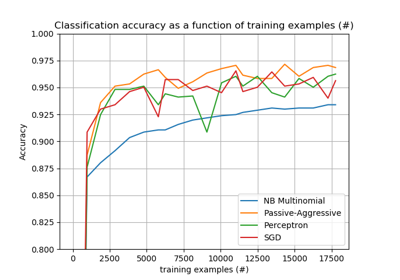 Classification accuracy as a function of training examples (#)
1.000
0.975
0.950
0.925
0.900
0.875
0.850
0.825
0.800
Accuracy
NB Multinomial
Passive-Aggressive
Perceptron
SGD
0 2500 5000 7500 10000 12500 15000 17500
training examples (#)